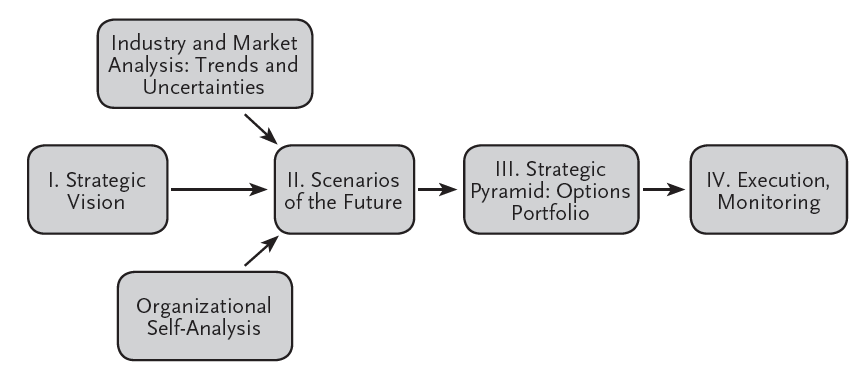 Industry and Market
Analysis: Trends and
Uncertainties
I. Strategic
Vision
II. Scenarios
of the Future
III. Strategic
Pyramid: Options
Portfolio
IV. Execution,
Monitoring
Organizational
Self-Analysis